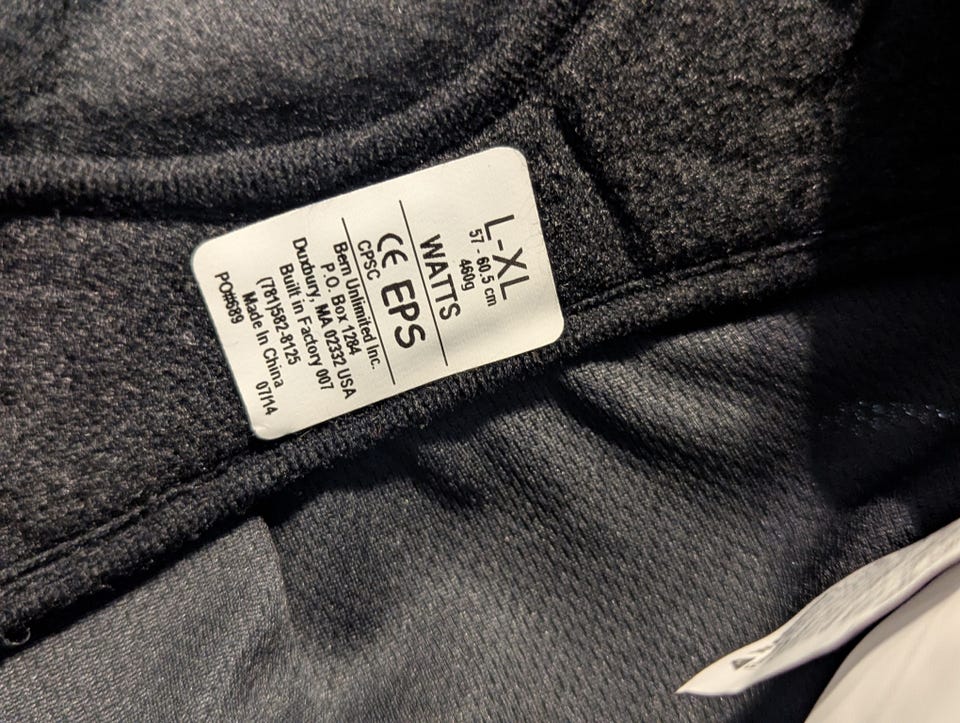 L-XL
57 - 60.5 cm
460g
WATTS
CE EPS
CPSC
Bern Unlimited Inc.
P.O. Box 1284
Duxbury, MA 02332 USA
Built in Factory 007
(781)582-8125
Made In China
PO#689 07/14